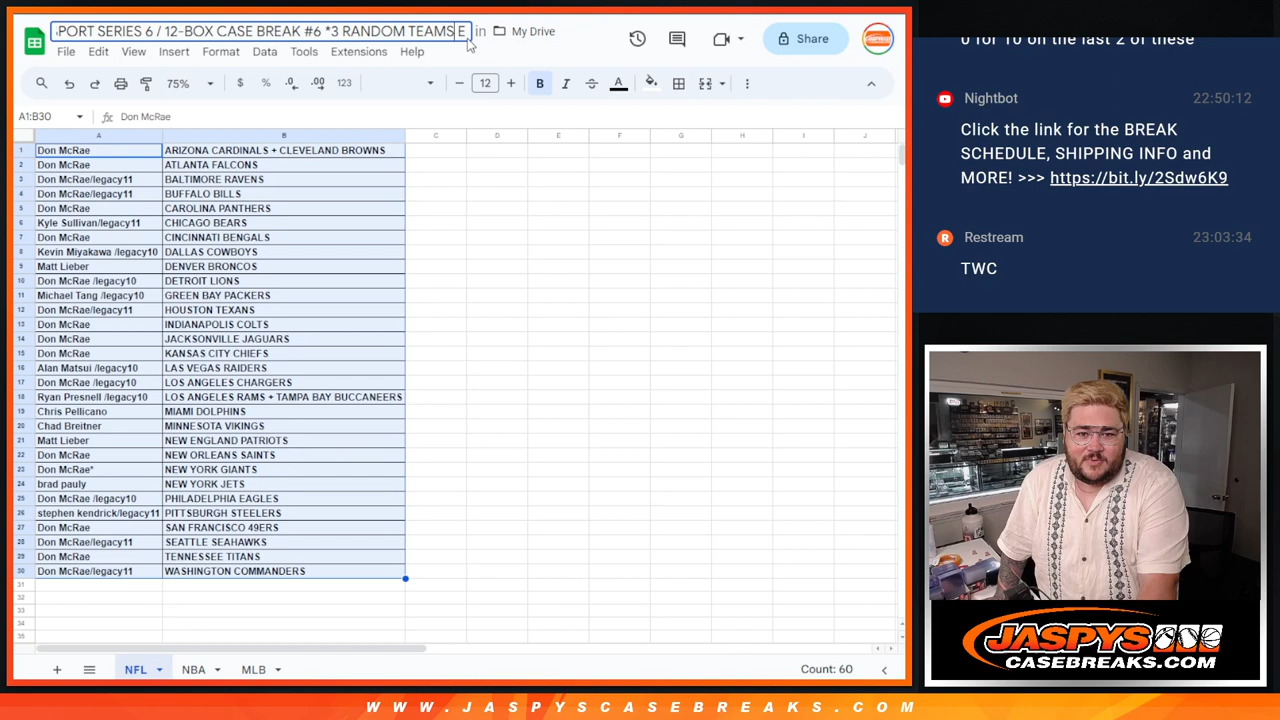 PORT SERIES 6 / 12-BOX CASE BREAK #6 *3 RANDOM TEAMS E in My Drive
File Edit View Insert Format Data Tools Extensions Help
Share
75% $ % .0 .00 123 12 B I A
A1:B30 fx Don McRae
A B C D E F G H I J
1 Don McRae ARIZONA CARDINALS + CLEVELAND BROWNS
2 Don McRae ATLANTA FALCONS
3 Don McRae/legacy11 BALTIMORE RAVENS
4 Don McRae/legacy11 BUFFALO BILLS
5 Don McRae CAROLINA PANTHERS
6 Kyle Sullivan/legacy11 CHICAGO BEARS
7 Don McRae CINCINNATI BENGALS
8 Kevin Miyakawa /legacy10 DALLAS COWBOYS
9 Matt Lieber DENVER BRONCOS
10 Don McRae /legacy10 DETROIT LIONS
11 Michael Tang /legacy10 GREEN BAY PACKERS
12 Don McRae/legacy11 HOUSTON TEXANS
13 Don McRae INDIANAPOLIS COLTS
14 Don McRae JACKSONVILLE JAGUARS
15 Don McRae KANSAS CITY CHIEFS
16 Alan Matsui /legacy10 LAS VEGAS RAIDERS
17 Don McRae /legacy10 LOS ANGELES CHARGERS
18 Ryan Presnell /legacy10 LOS ANGELES RAMS + TAMPA BAY BUCCANEERS
19 Chris Pellicano MIAMI DOLPHINS
20 Chad Breitner MINNESOTA VIKINGS
21 Matt Lieber NEW ENGLAND PATRIOTS
22 Don McRae NEW ORLEANS SAINTS
23 Don McRae* NEW YORK GIANTS
24 brad pauly NEW YORK JETS
25 Don McRae /legacy10 PHILADELPHIA EAGLES
26 stephen kendrick/legacy11 PITTSBURGH STEELERS
27 Don McRae SAN FRANCISCO 49ERS
28 Don McRae/legacy11 SEATTLE SEAHAWKS
29 Don McRae TENNESSEE TITANS
30 Don McRae/legacy11 WASHINGTON COMMANDERS
31
32
33
34
35
NFL NBA MLB Count: 60
0 for 10 on the last 2 of these
Nightbot 22:50:12
Click the link for the BREAK
SCHEDULE, SHIPPING INFO and
MORE! >>> https://bit.ly/2Sdw6K9
Restream 23:03:34
TWC
JASPYS
CASEBREAKS.COM
WWW.JASPYSCASEBREAKS.COM